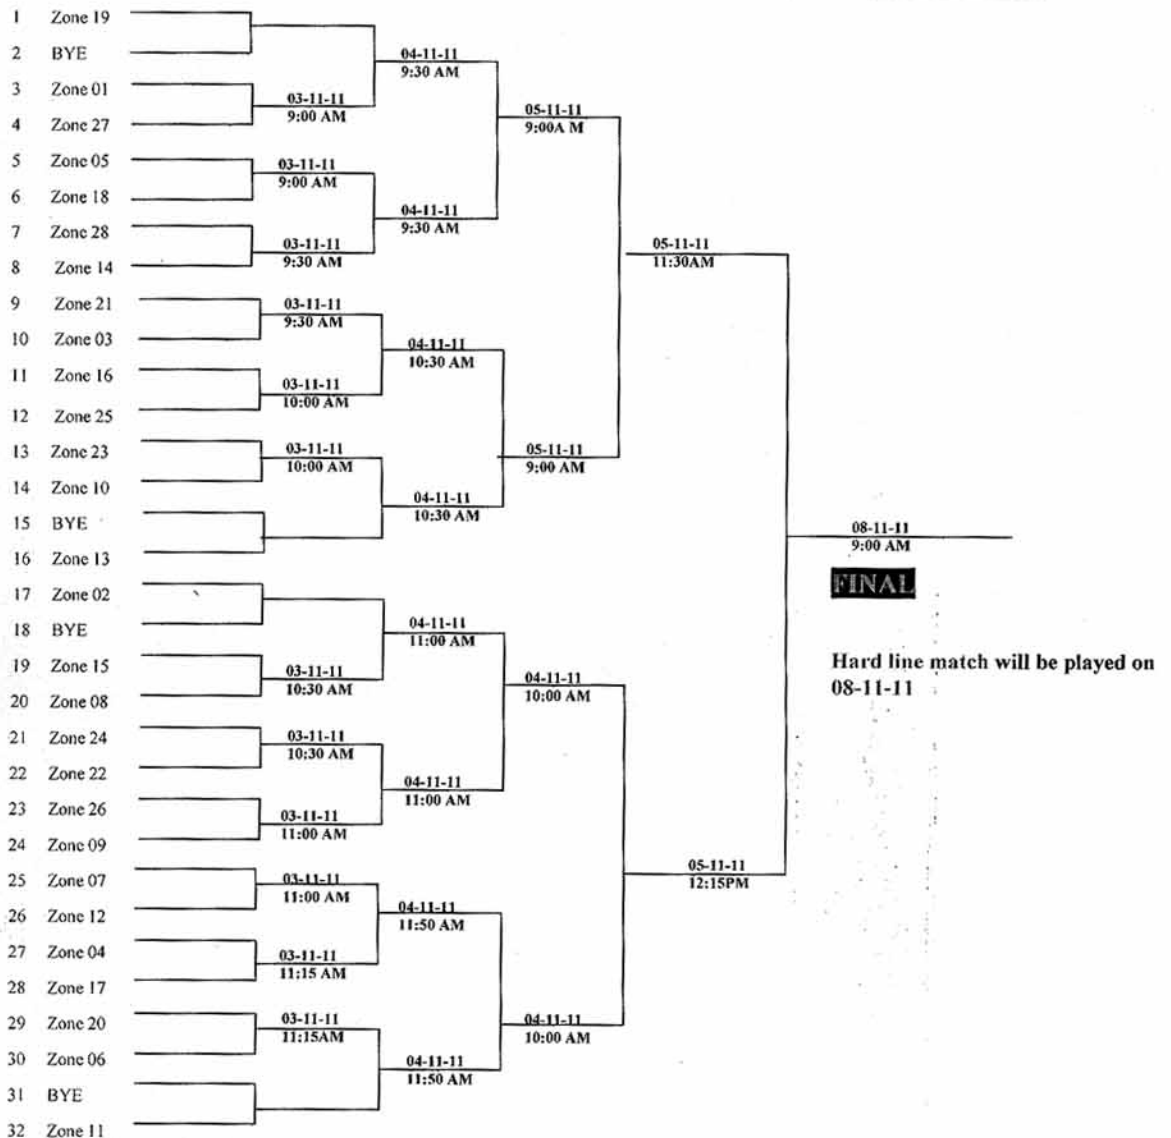 1 Zone 19
2 BYE
3 Zone 01
4 Zone 27
5 Zone 05
6 Zone 18
7 Zone 28
8 Zone 14
9 Zone 21
10 Zone 03
11 Zone 16
12 Zone 25
13 Zone 23
14 Zone 10
15 BYE
16 Zone 13
17 Zone 02
18 BYE
19 Zone 15
20 Zone 08
21 Zone 24
22 Zone 22
23 Zone 26
24 Zone 09
25 Zone 07
26 Zone 12
27 Zone 04
28 Zone 17
29 Zone 20
30 Zone 06
31 BYE
32 Zone 11
03-11-11
9:00 AM
03-11-11
9:00 AM
03-11-11
9:30 AM
03-11-11
9:30 AM
03-11-11
10:00 AM
03-11-11
10:00 AM
03-11-11
10:30 AM
03-11-11
10:30 AM
03-11-11
11:00 AM
03-11-11
11:00 AM
03-11-11
11:15 AM
03-11-11
11:15AM
04-11-11
9:30 AM
04-11-11
9:30 AM
04-11-11
10:30 AM
04-11-11
10:30 AM
04-11-11
11:00 AM
04-11-11
11:00 AM
04-11-11
11:50 AM
04-11-11
11:50 AM
05-11-11
9:00A M
05-11-11
9:00 AM
04-11-11
10:00 AM
04-11-11
10:00 AM
05-11-11
11:30AM
05-11-11
12:15PM
08-11-11
9:00 AM
FINAL
Hard line match will be played on
08-11-11